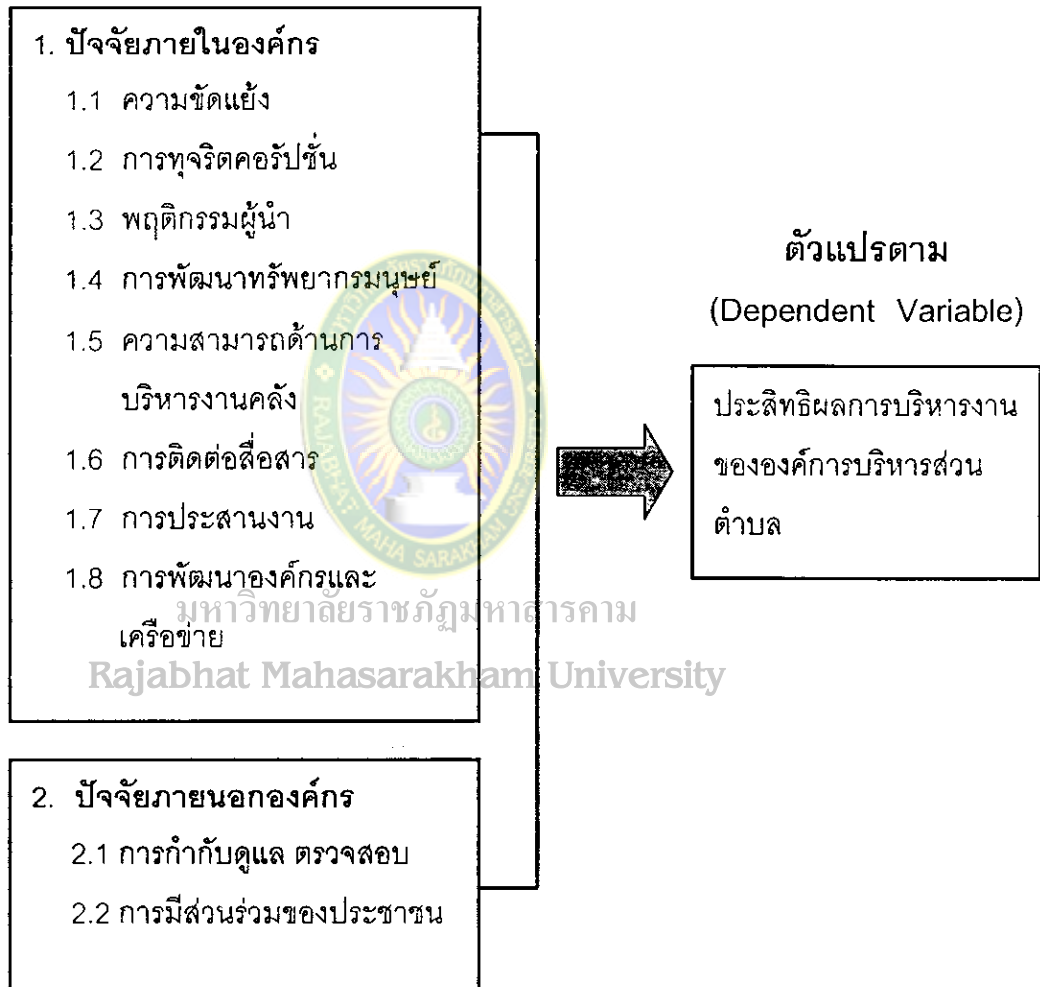 1. ปัจจัยภายในองค์กร
1.1 ความขัดแย้ง
1.2 การทุจริตคอรัปชั่น
1.3 พฤติกรรมผู้นำ
1.4 การพัฒนาทรัพยากรมนุษย์
1.5 ความสามารถด้านการ
บริหารงานคลัง
1.6 การติดต่อสื่อสาร
1.7 การประสานงาน
1.8 การพัฒนาองค์กรและ
เครือข่าย
2. ปัจจัยภายนอกองค์กร
2.1 การกำกับดูแล ตรวจสอบ
2.2 การมีส่วนร่วมของประชาชน
ตัวแปรตาม
(Dependent Variable)
ประสิทธิผลการบริหารงาน
ขององค์การบริหารส่วน
ตำบล
RAJABHAT MAHA SARAKHAM
มหาวิทยาลัยราชภัฏมหาสารคาม
Rajabhat Mahasarakham University